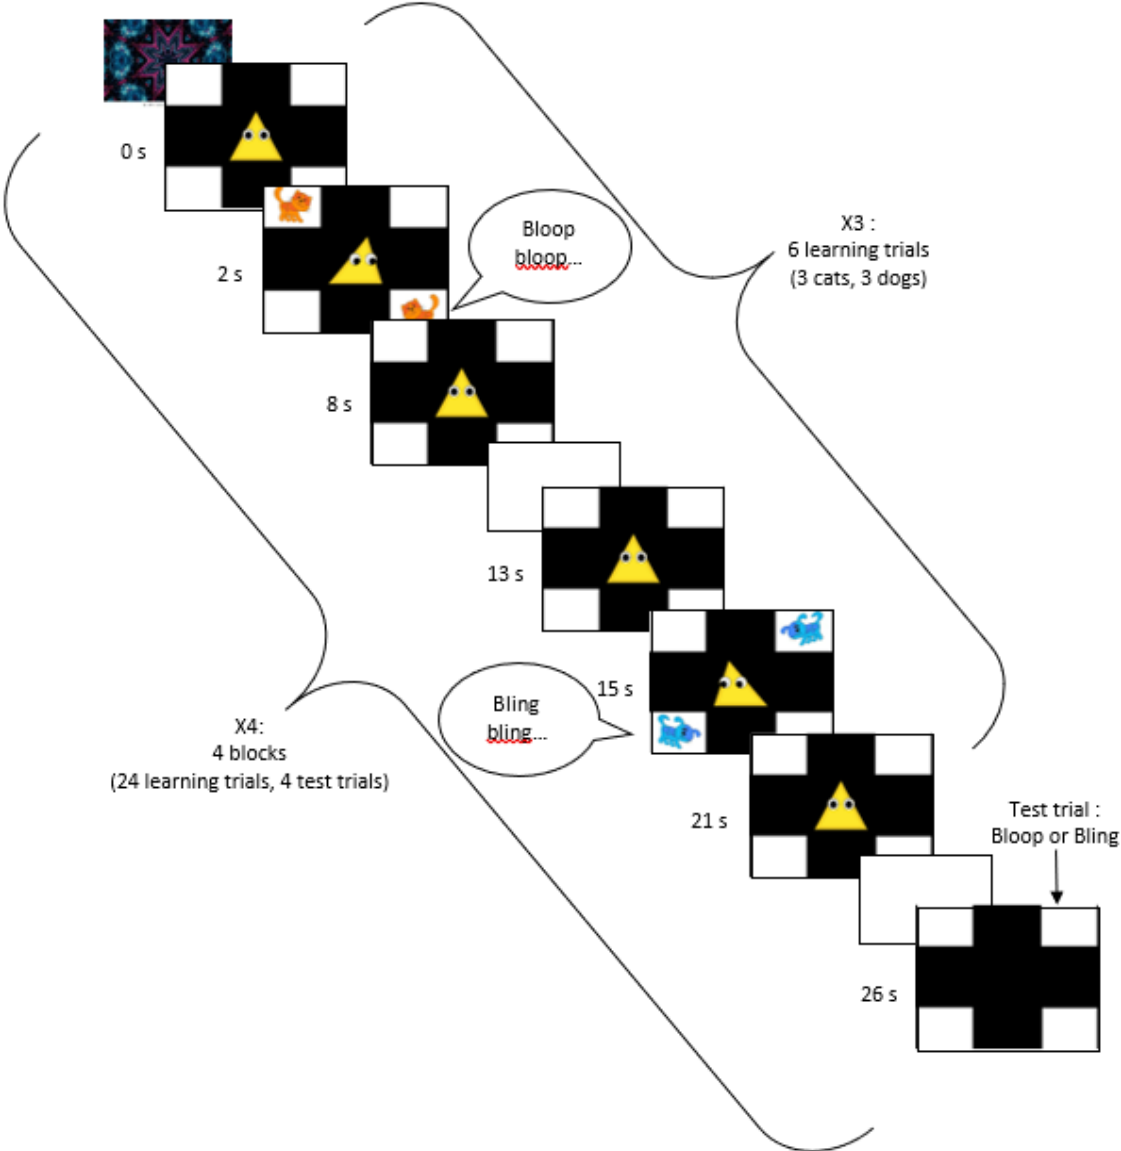 0 s
2 s
Bloop
bloop...
X3 :
6 learning trials
(3 cats, 3 dogs)
8 s
13 s
15 s
Bling
bling...
X4:
4 blocks
(24 learning trials, 4 test trials)
21 s
Test trial :
Bloop or Bling
26 s